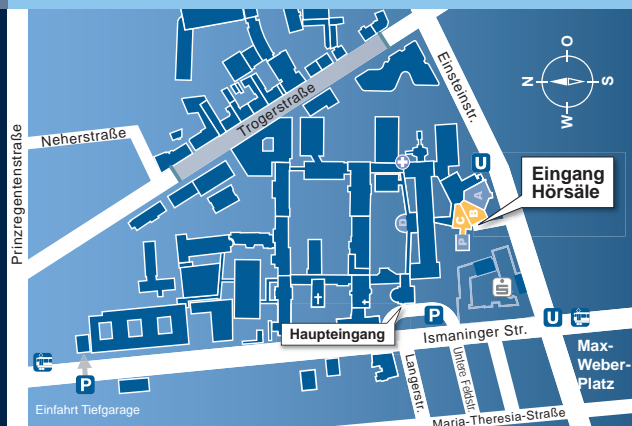 O
N
S
W
Einsteinstr.
Trogerstraße
Neherstraße
Prinzregentenstraße
U
Eingang
Hörsäle
A
B
C
D
P
S
Haupteingang
P
Ismaninger Str.
U
Max-
Weber-
Platz
Langerstr.
Untere Feldstr.
Maria-Theresia-Straße
P
Einfahrt Tiefgarage